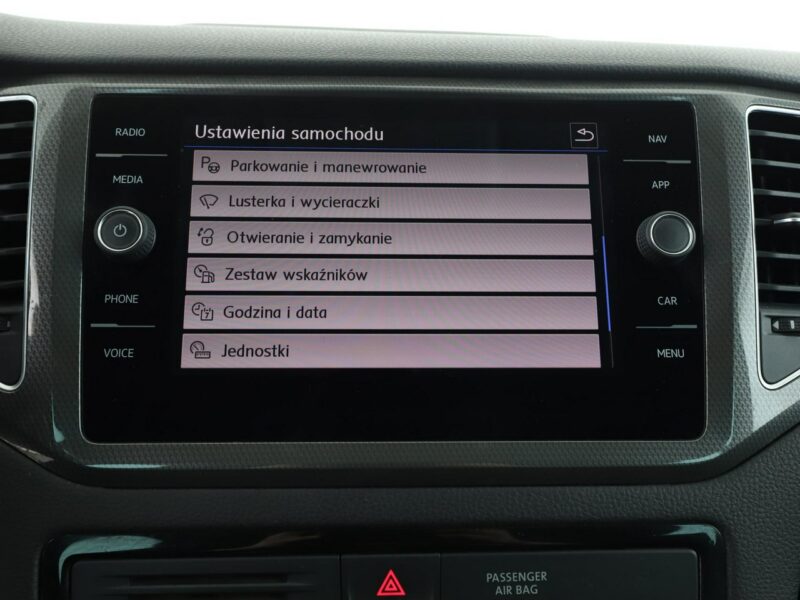 RADIO
MEDIA
PHONE
VOICE
Ustawienia samochodu
Parkowanie i manewrowanie
Lusterka i wycieraczki
Otwieranie i zamykanie
Zestaw wskaźników
Godzina i data
Jednostki
NAV
APP
CAR
MENU
PASSENGER
AIR BAG